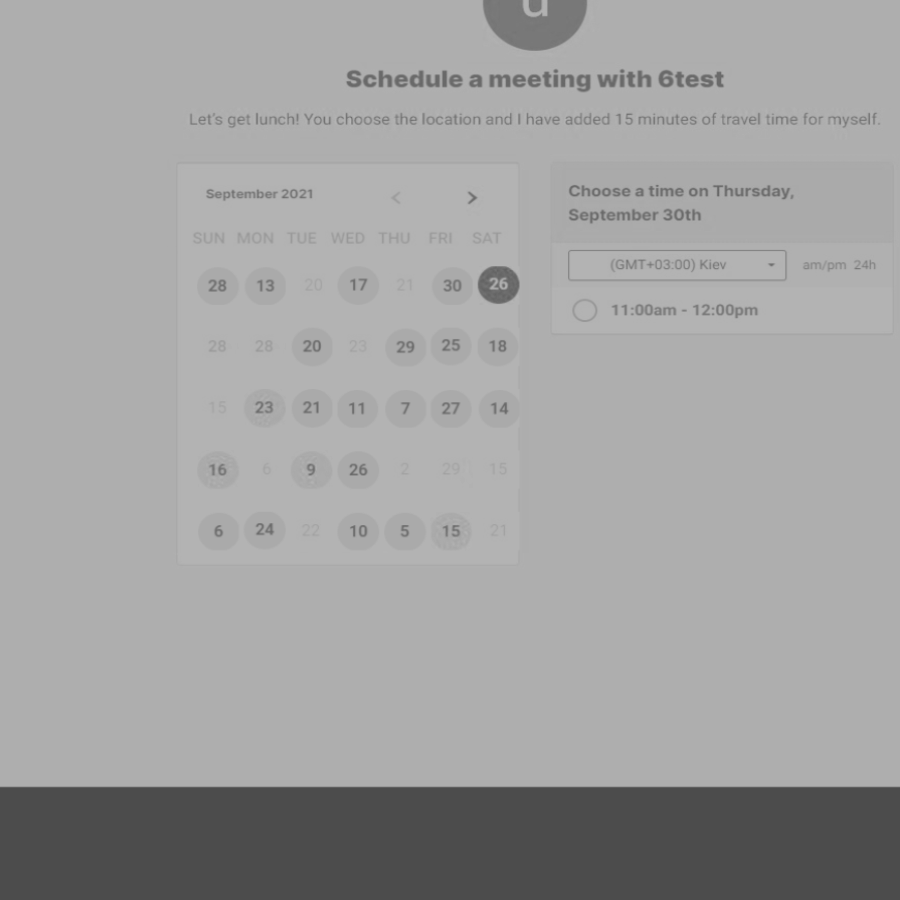 u
Schedule a meeting with 6test
Let's get lunch! You choose the location and I have added 15 minutes of travel time for myself.
September 2021 < >
SUN MON TUE WED THU FRI SAT
28 13 20 17 21 30 26
28 28 20 23 29 25 18
15 23 21 11 7 27 14
16 6 9 26 2 29 15
6 24 22 10 5 15 21
Choose a time on Thursday,
September 30th
(GMT+03:00) Kiev am/pm 24h
11:00am - 12:00pm